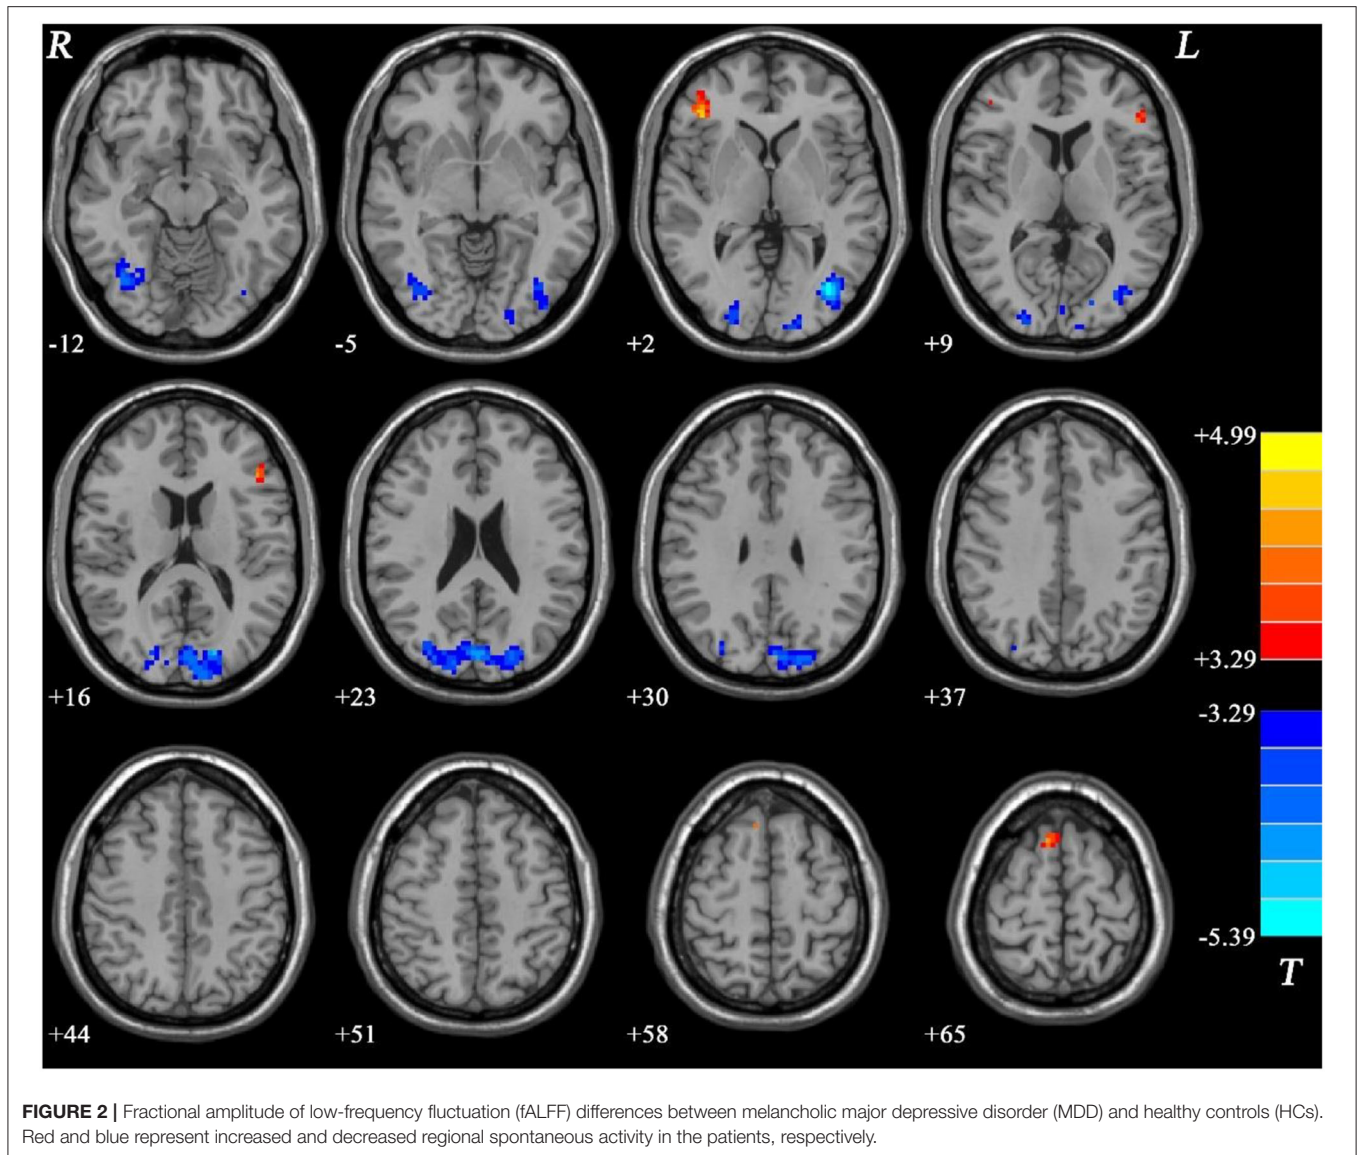 R L
-12 -5 +2 +9
+4.99
+16 +23 +30 +37
+3.29
-3.29
-5.39
T
+44 +51 +58 +65
FIGURE 2 | Fractional amplitude of low-frequency fluctuation (fALFF) differences between melancholic major depressive disorder (MDD) and healthy controls (HCs).
Red and blue represent increased and decreased regional spontaneous activity in the patients, respectively.